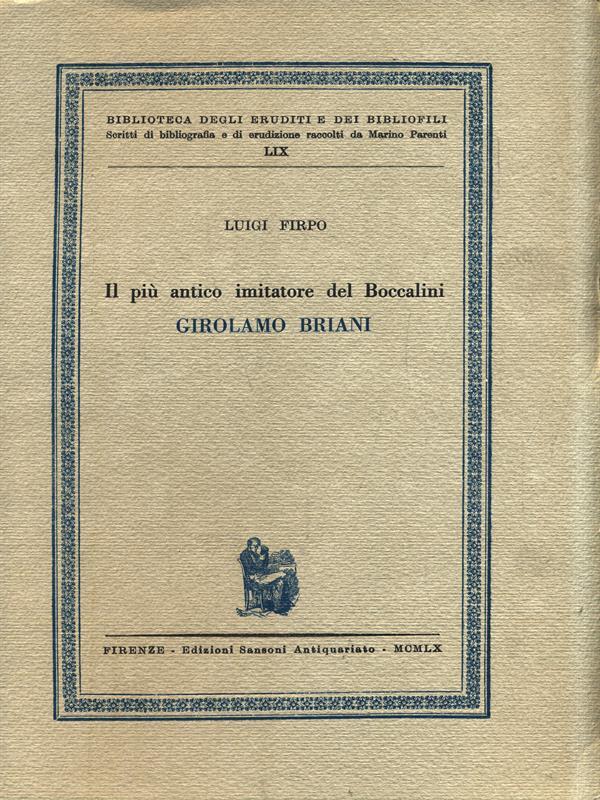 BIBLIOTECA DEGLI ERUDITI E DEI BIBLIOFILI
Scritti di bibliografia e di erudizione raccolti da Marino Parenti
LIX
LUIGI FIRPO
Il più antico imitatore del Boccalini
GIROLAMO BRIANI
FIRENZE - Edizioni Sansoni Antiquariato - MCMLX